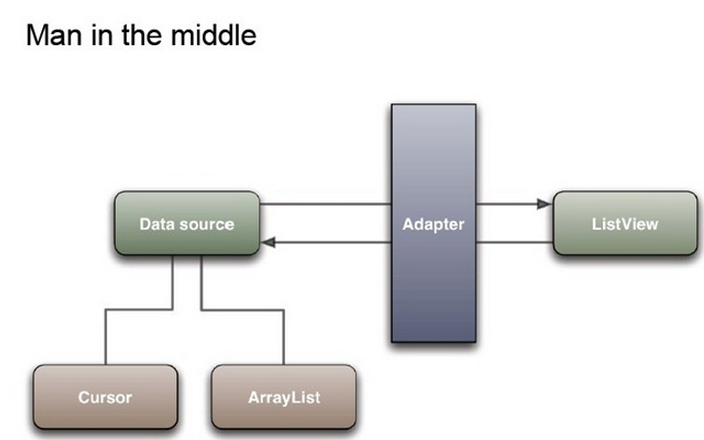 Man in the middle
Data source
Adapter
ListView
Cursor
ArrayList